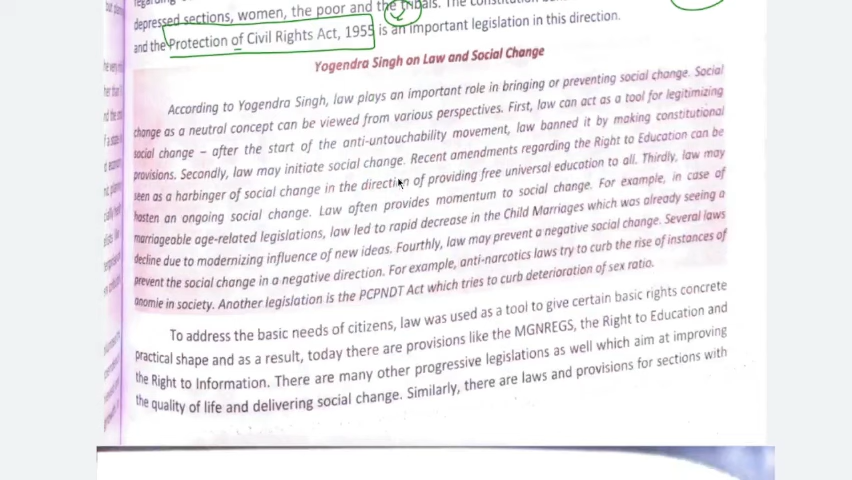 depressed sections, women, the poor and the tribals. The
and the Protection of Civil Rights Act, 1955 is an important legislation in this direction.
Yogendra Singh on Law and Social Change
According to Yogendra Singh, law plays an important role in bringing or preventing social change. Social
change as a neutral concept can be viewed from various perspectives. First, law can act as a tool for legitimizing
social change – after the start of the anti-untouchability movement, law banned it by making constitutional
provisions. Secondly, law may initiate social change. Recent amendments regarding the Right to Education can be
seen as a harbinger of social change in the direction of providing free universal education to all. Thirdly, law may
hasten an ongoing social change. Law often provides momentum to social change. For example, in case of
marriageable age-related legislations, law led to rapid decrease in the Child Marriages which was already seeing a
decline due to modernizing influence of new ideas. Fourthly, law may prevent a negative social change. Several laws
prevent the social change in a negative direction. For example, anti-narcotics laws try to curb the rise of instances of
anomie in society. Another legislation is the PCPNDT Act which tries to curb deterioration of sex ratio.
To address the basic needs of citizens, law was used as a tool to give certain basic rights concrete
practical shape and as a result, today there are provisions like the MGNREGS, the Right to Education and
the Right to Information. There are many other progressive legislations as well which aim at improving
the quality of life and delivering social change. Similarly, there are laws and provisions for sections with